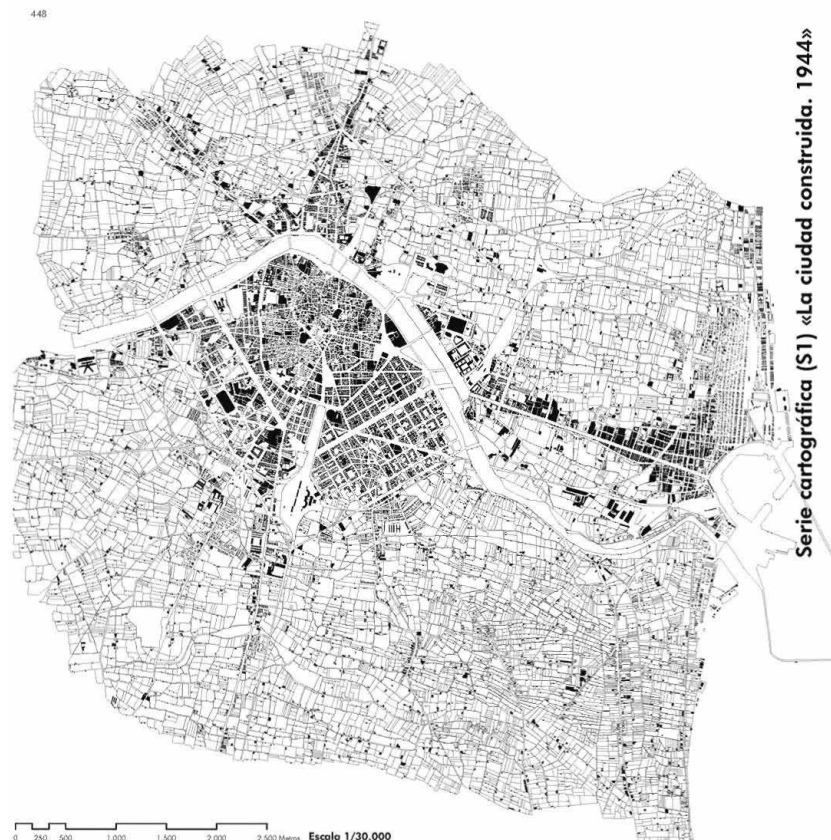 448
Serie cartográfica (S1) «La ciudad construida. 1944»
0 250 500 1.000 1.500 2.000 2.500 Metros Escala 1/30.000